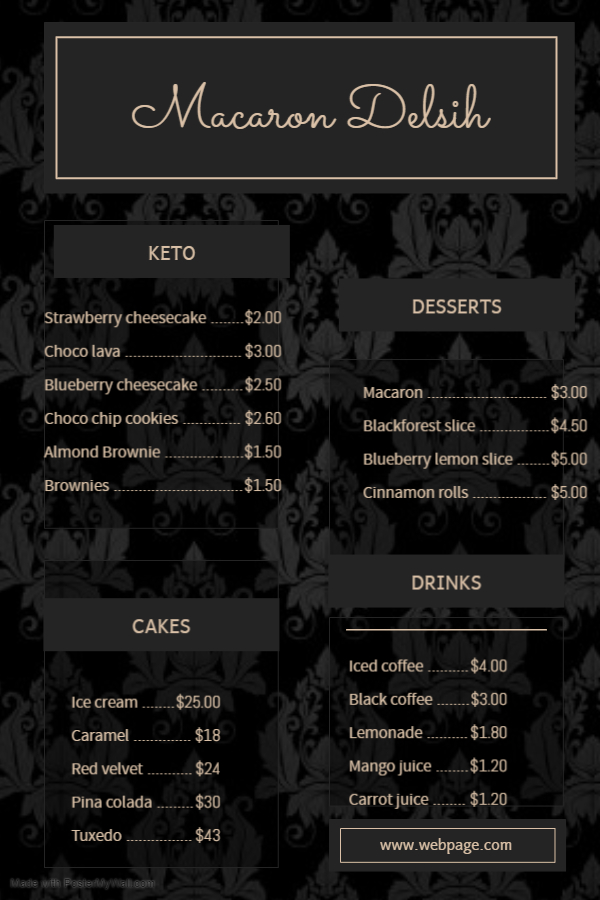 Macaron Delsih
KETO
Strawberry cheesecake .......$2.00
Choco lava .........................$3.00
Blueberry cheesecake .........$2.50
Choco chip cookies .............$2.60
Almond Brownie .................$1.50
Brownies ............................$1.50
CAKES
Ice cream .......$25.00
Caramel ............. $18
Red velvet .......... $24
Pina colada ........ $30
Tuxedo ............... $43
DESSERTS
Macaron ........................... $3.00
Blackforest slice ................$4.50
Blueberry lemon slice ........$5.00
Cinnamon rolls ................. $5.00
DRINKS
Iced coffee ..........$4.00
Black coffee ........$3.00
Lemonade .........$1.80
Mango juice .......$1.20
Carrot juice ....... $1.20
www.webpage.com
Made with PosterMyWall.com